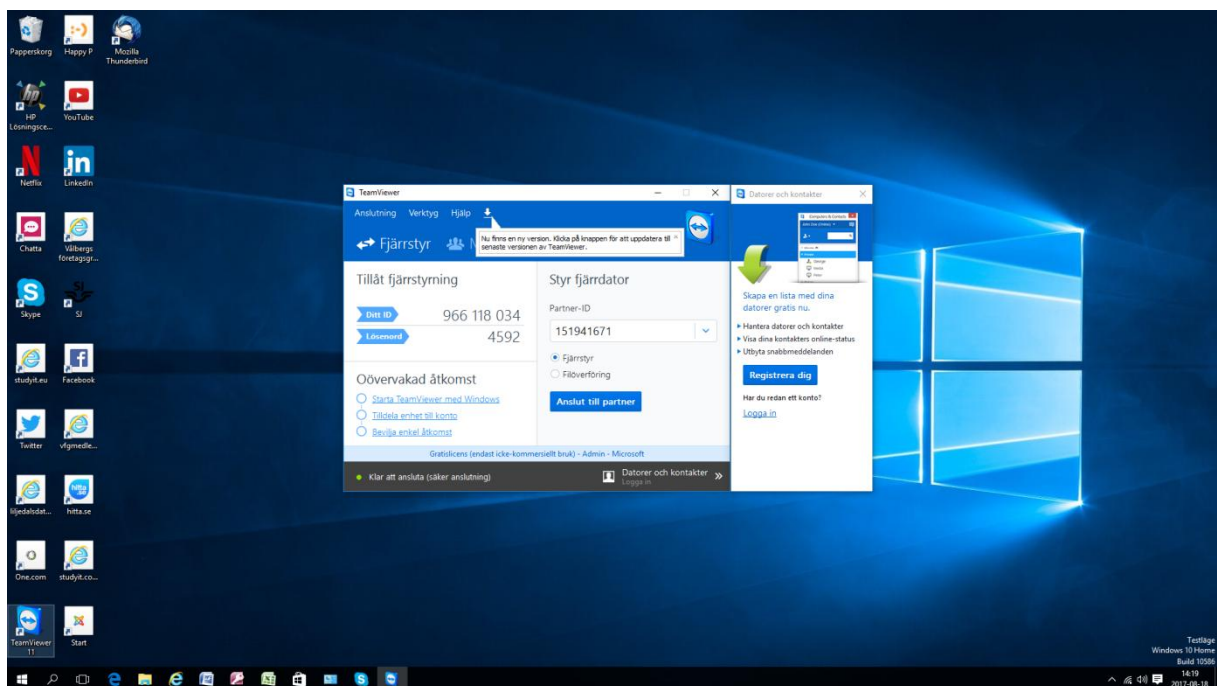 Papperskorg
Happy P
Mozilla
Thunderbird
HP
Lösningsce...
YouTube
Netflix
LinkedIn
Chatta
Vålbergs
företagsgr...
Skype
SJ
studyit.eu
Facebook
Twitter
vfgmedle...
liljedalsdat...
hitta.se
One.com
studyit.co...
TeamViewer
11
Start
TeamViewer
Anslutning Verktyg Hjälp
Fjärrstyr
Nu finns en ny version. Klicka på knappen för att uppdatera till
senaste versionen av TeamViewer.
Tillåt fjärrstyrning
Ditt ID 966 118 034
Lösenord 4592
Oövervakad åtkomst
Starta TeamViewer med Windows
Tilldela enhet till konto
Bevilja enkel åtkomst
Styr fjärrdator
Partner-ID
151941671
Fjärrstyr
Filöverföring
Anslut till partner
Gratislicens (endast icke-kommersiellt bruk) - Admin - Microsoft
Klar att ansluta (säker anslutning)
Datorer och kontakter
Logga in
Datorer och kontakter
Computers & Contacts
Skapa en lista med dina
datorer gratis nu.
Hantera datorer och kontakter
Visa dina kontakters online-status
Utbyta snabbmeddelanden
Registrera dig
Har du redan ett konto?
Logga in
Testläge
Windows 10 Home
Build 10586
14:19
2017-08-18